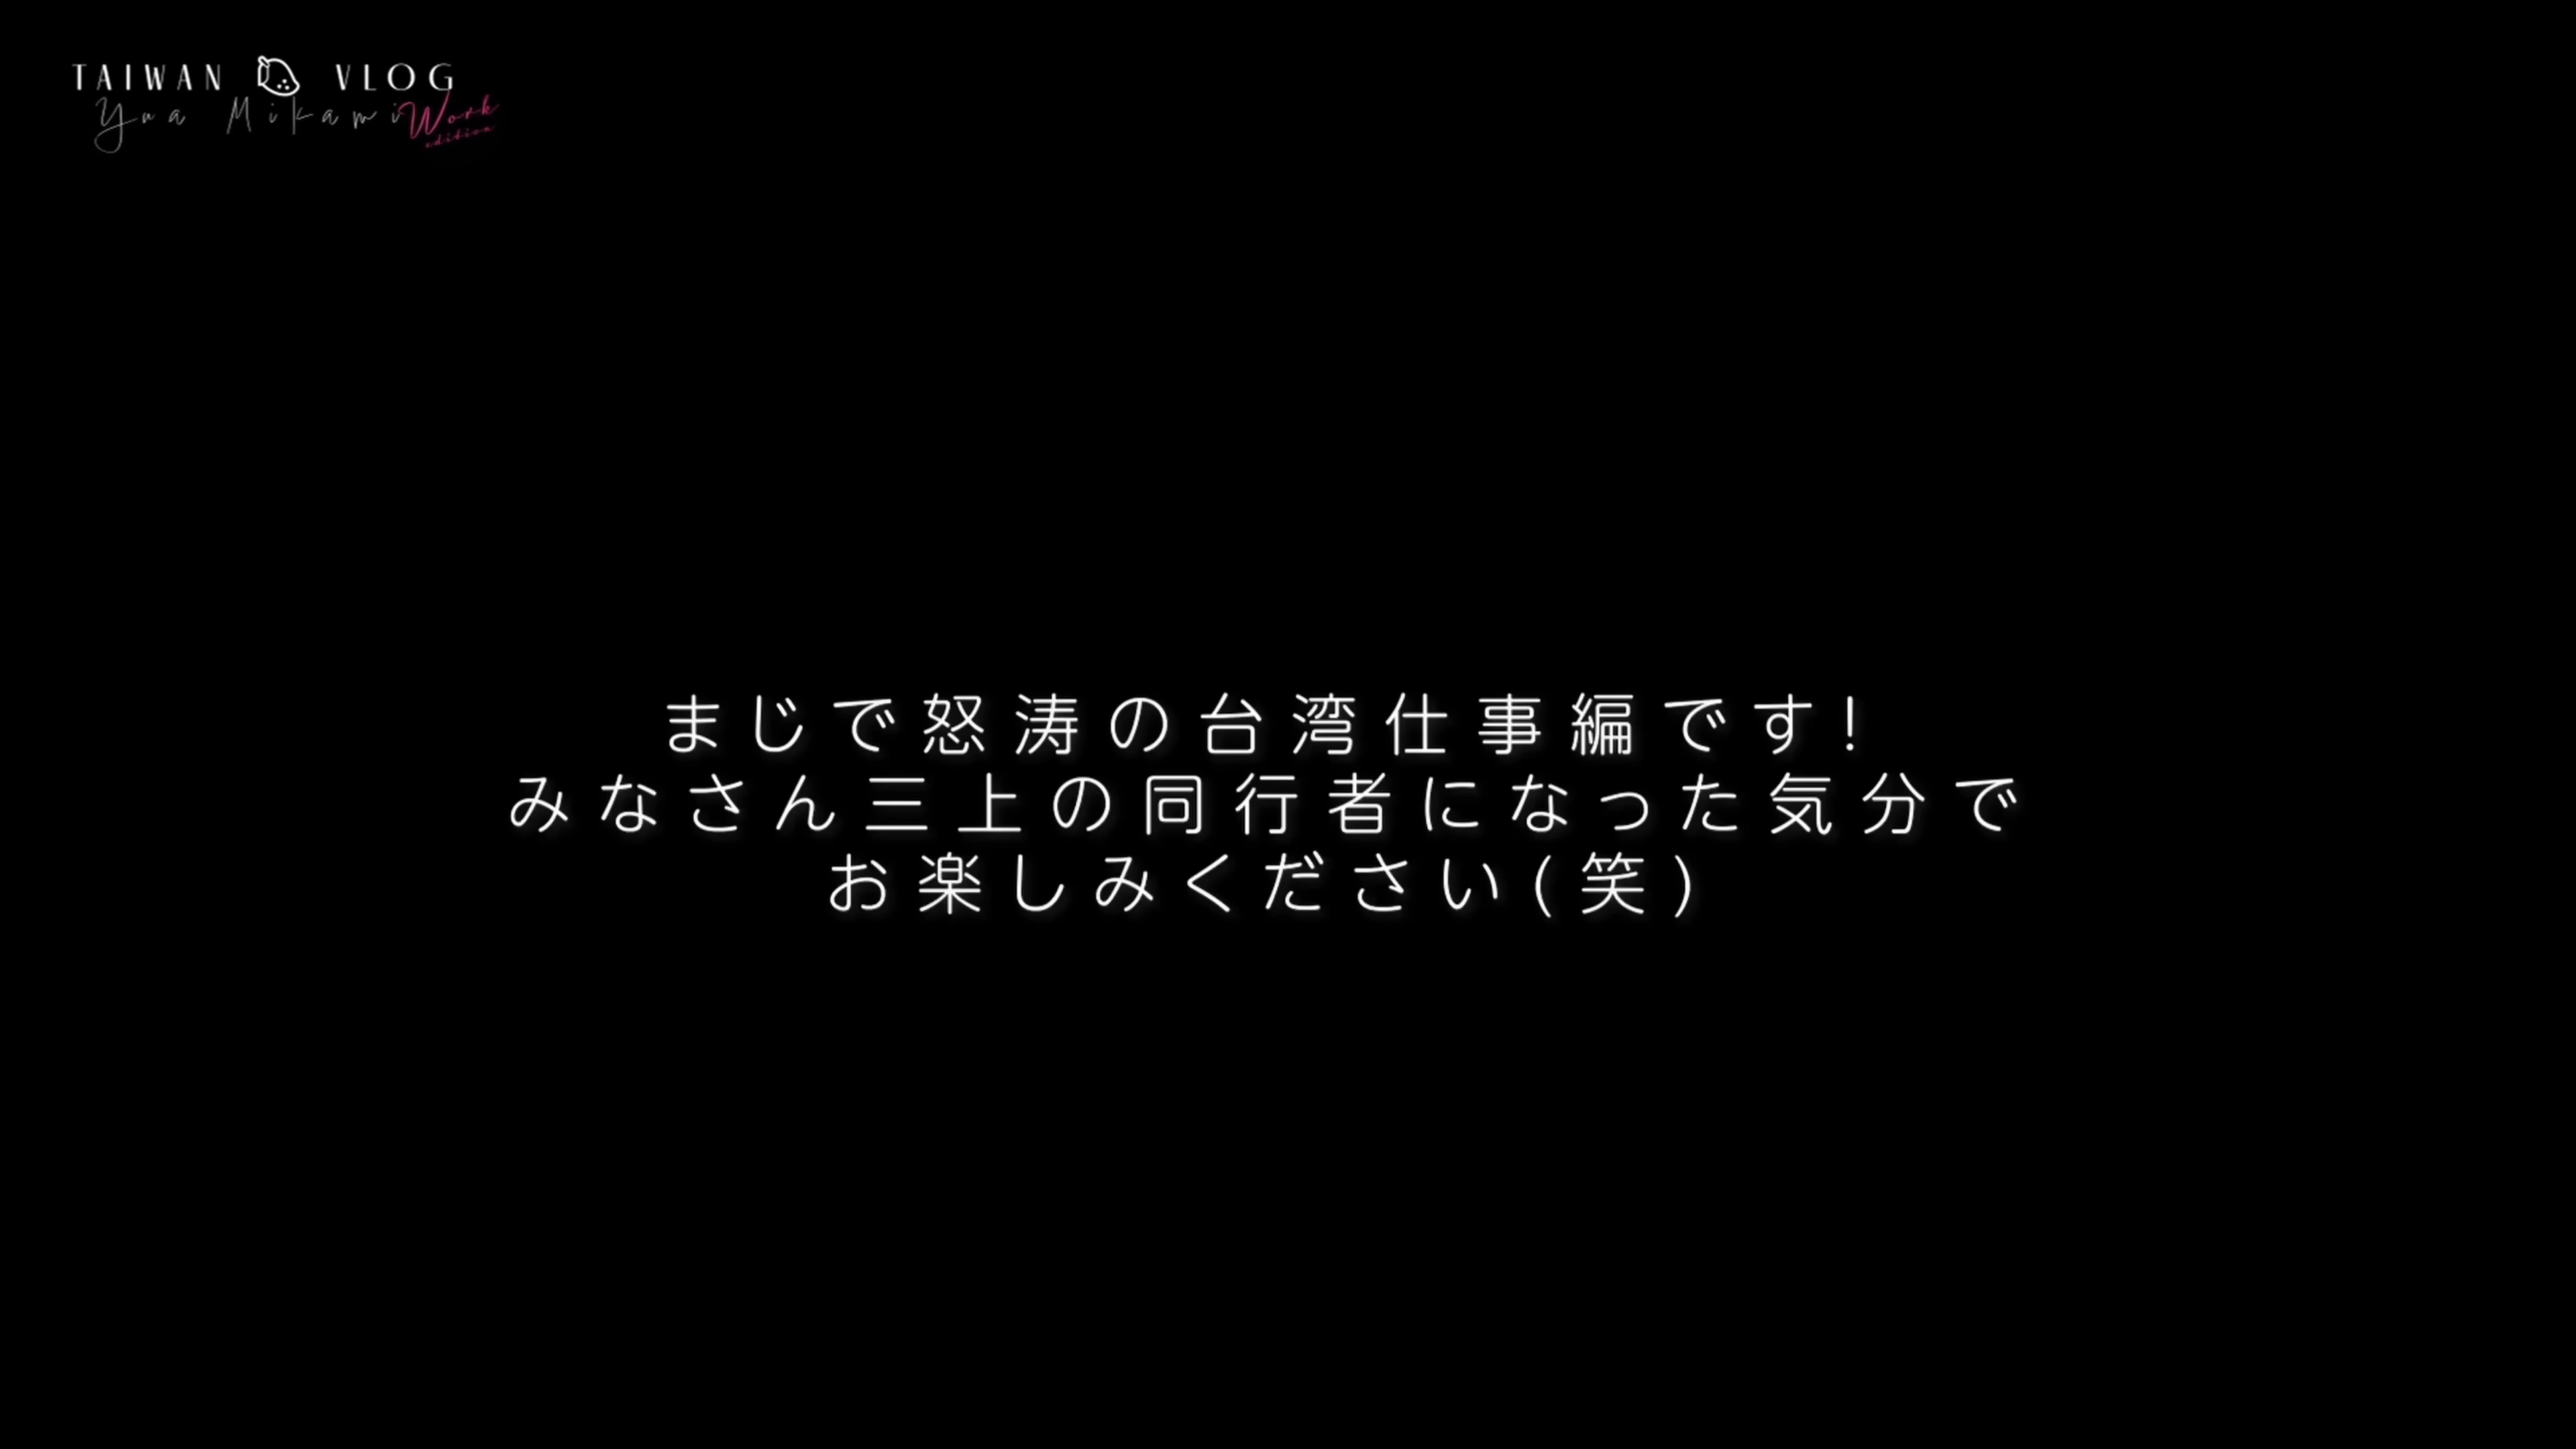 TAIWAN VLOG
Yua Mikami Work
edition
まじで怒涛の台湾仕事編です!
みなさん三上の同行者になった気分で
お楽しみください(笑)